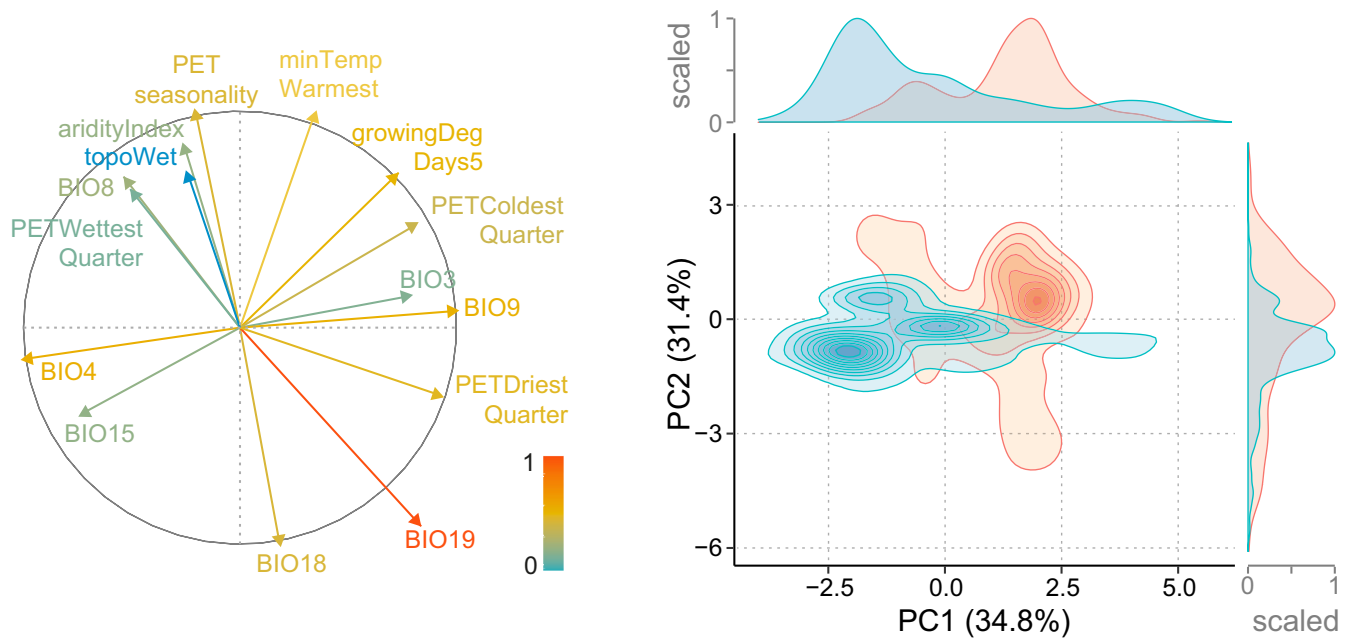 PET
seasonality
minTemp
Warmest
aridityIndex
topoWet
growingDeg
Days5
BIO8
PETWettest
Quarter
PETColdest
Quarter
BIO3
BIO9
BIO4
BIO15
PETDriest
Quarter
BIO19
BIO18
1
0
scaled
1
0
PC2 (31.4%)
3
0
−3
−6
−2.5
0.0
2.5
5.0
PC1 (34.8%)
0
1
scaled